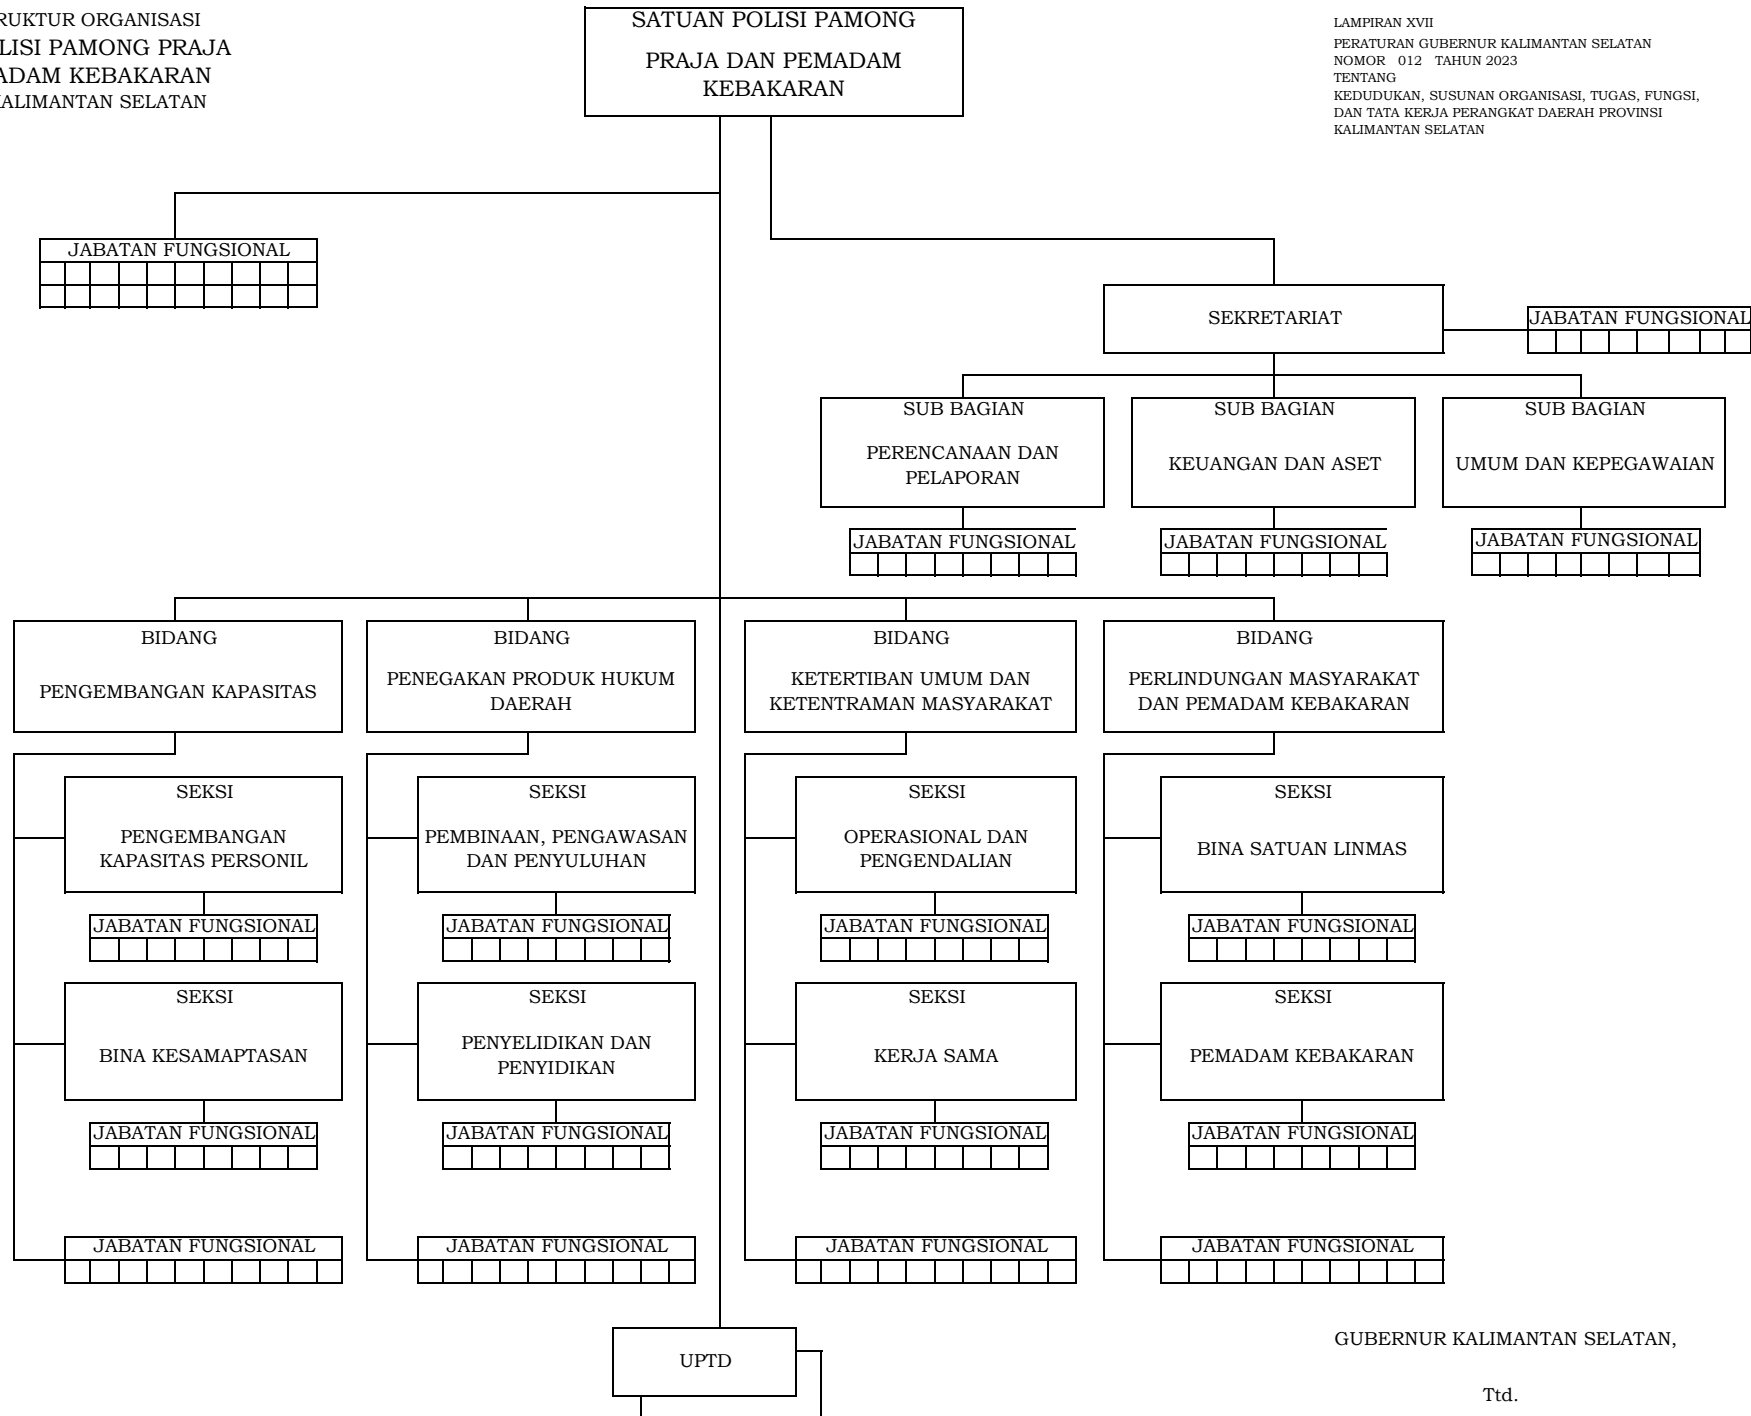 RUKTUR ORGANISASI
LISI PAMONG PRAJA
ADAM KEBAKARAN
KALIMANTAN SELATAN
SATUAN POLISI PAMONG
PRAJA DAN PEMADAM
KEBAKARAN
LAMPIRAN XVII
PERATURAN GUBERNUR KALIMANTAN SELATAN
NOMOR 012 TAHUN 2023
TENTANG
KEDUDUKAN, SUSUNAN ORGANISASI, TUGAS, FUNGSI,
DAN TATA KERJA PERANGKAT DAERAH PROVINSI
KALIMANTAN SELATAN
JABATAN FUNGSIONAL
SEKRETARIAT
JABATAN FUNGSIONAL
SUB BAGIAN
PERENCANAAN DAN
PELAPORAN
SUB BAGIAN
KEUANGAN DAN ASET
SUB BAGIAN
UMUM DAN KEPEGAWAIAN
JABATAN FUNGSIONAL
JABATAN FUNGSIONAL
JABATAN FUNGSIONAL
BIDANG
PENGEMBANGAN KAPASITAS
BIDANG
PENEGAKAN PRODUK HUKUM
DAERAH
BIDANG
KETERTIBAN UMUM DAN
KETENTRAMAN MASYARAKAT
BIDANG
PERLINDUNGAN MASYARAKAT
DAN PEMADAM KEBAKARAN
SEKSI
PENGEMBANGAN
KAPASITAS PERSONIL
SEKSI
PEMBINAAN, PENGAWASAN
DAN PENYULUHAN
SEKSI
OPERASIONAL DAN
PENGENDALIAN
SEKSI
BINA SATUAN LINMAS
JABATAN FUNGSIONAL
JABATAN FUNGSIONAL
JABATAN FUNGSIONAL
JABATAN FUNGSIONAL
SEKSI
BINA KESAMAPTASAN
SEKSI
PENYELIDIKAN DAN
PENYIDIKAN
SEKSI
KERJA SAMA
SEKSI
PEMADAM KEBAKARAN
JABATAN FUNGSIONAL
JABATAN FUNGSIONAL
JABATAN FUNGSIONAL
JABATAN FUNGSIONAL
JABATAN FUNGSIONAL
JABATAN FUNGSIONAL
JABATAN FUNGSIONAL
JABATAN FUNGSIONAL
UPTD
GUBERNUR KALIMANTAN SELATAN,
Ttd.